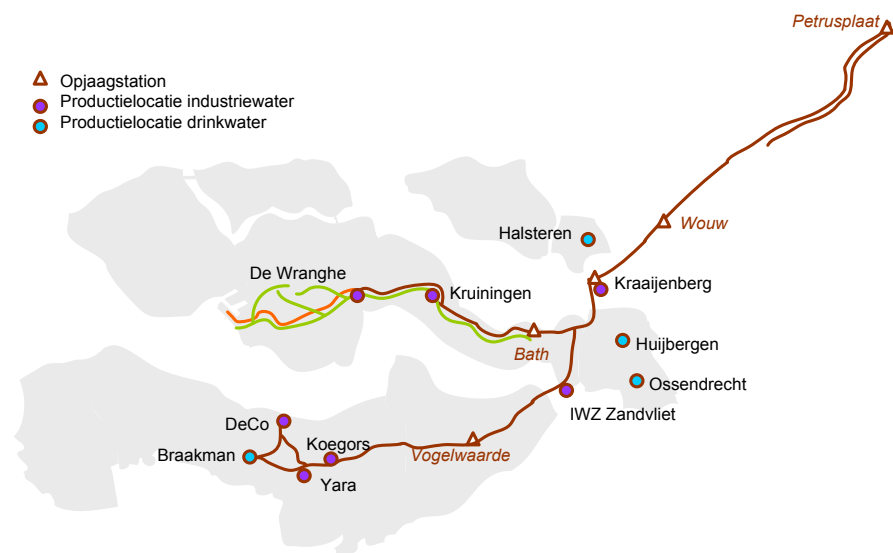 Petrusplaat
Opjaagstation
Productielocatie industriewater
Productielocatie drinkwater
Wouw
Halsteren
De Wranghe
Kraaijenberg
Kruiningen
Huijbergen
Bath
Ossendrecht
IWZ Zandvliet
DeCo
Koegors
Braakman
Vogelwaarde
Yara